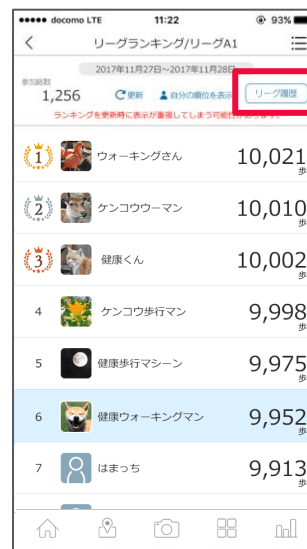 docomo LTE 11:22 93%
リーグランキング/リーグA1
2017年11月27日～2017年11月28日
参加総数
1,256 更新 自分の順位を表示 リーグ履歴
ランキングを更新時に表示が重複してしまう可能性があります。
1 ウォーキングさん 10,021
歩
2 ケンコウウーマン 10,010
歩
3 健康くん 10,002
歩
4 ケンコウ歩行マン 9,998
歩
5 健康歩行マシーン 9,975
歩
6 健康ウォーキングマン 9,952
歩
7 はまっち 9,913
歩